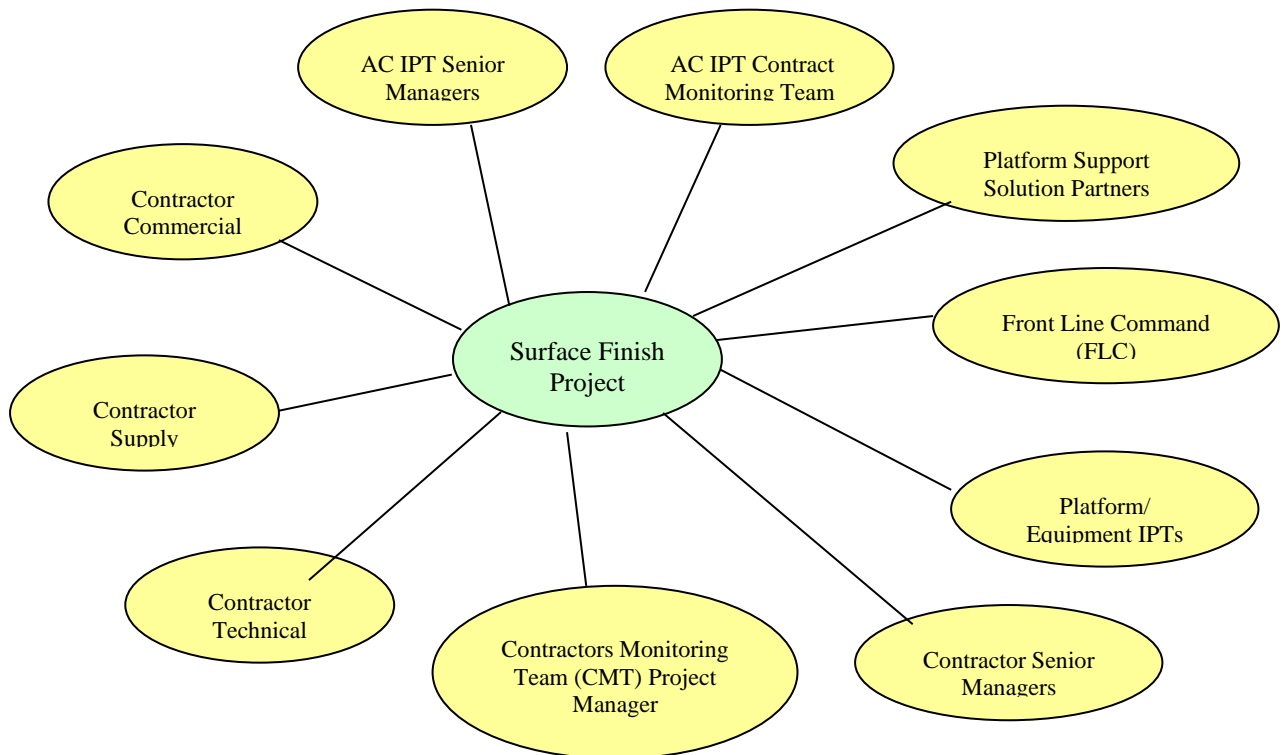 AC IPT Senior
Managers
AC IPT Contract
Monitoring Team
Platform Support
Solution Partners
Contractor
Commercial
Front Line Command
(FLC)
Surface Finish
Project
Contractor
Supply
Platform/
Equipment IPTs
Contractor
Technical
Contractors Monitoring
Team (CMT) Project
Manager
Contractor Senior
Managers